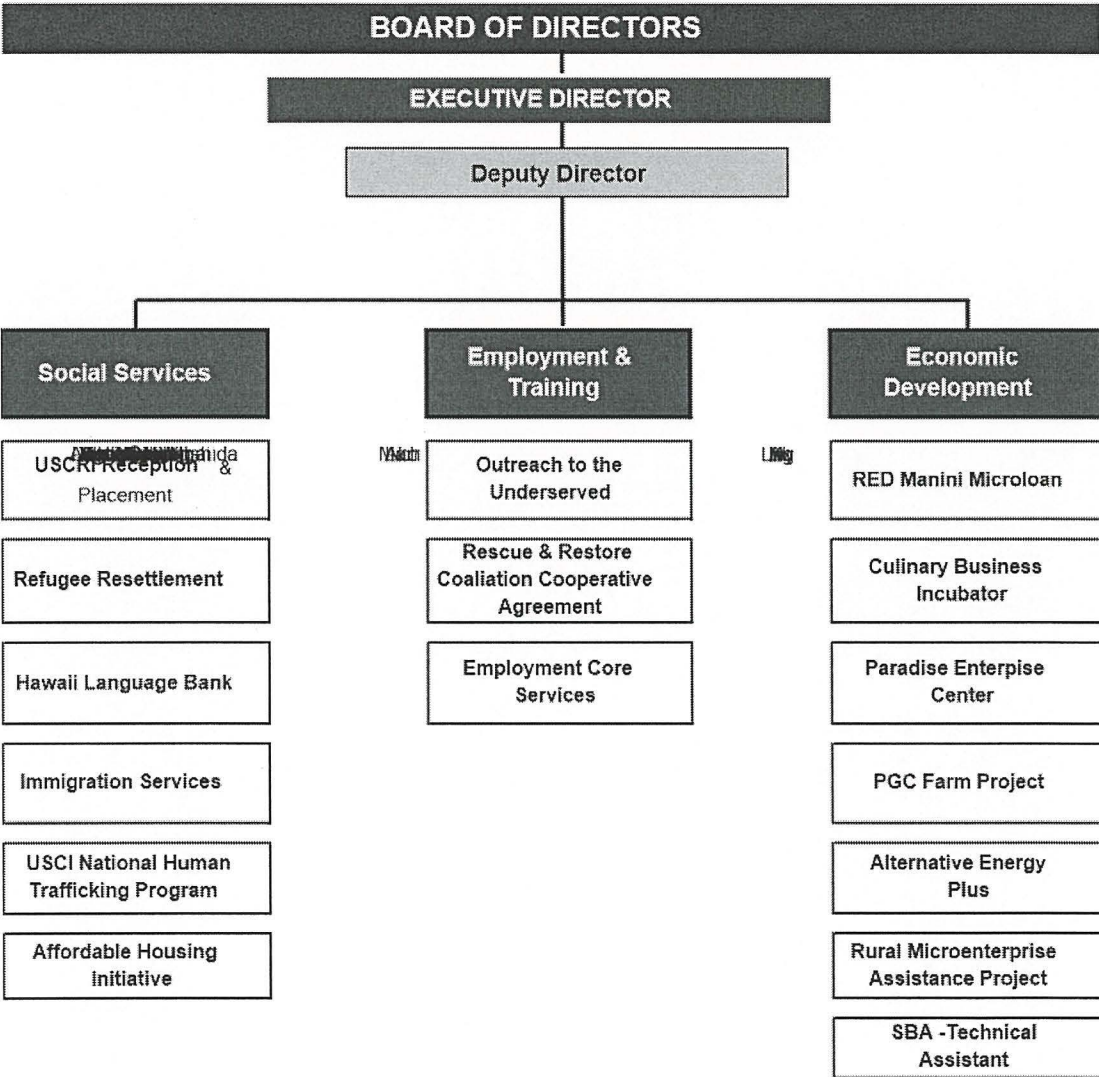 BOARD OF DIRECTORS
EXECUTIVE DIRECTOR
Deputy Director
Social Services
USCRI Reception &
Placement
Refugee Resettlement
Hawaii Language Bank
Immigration Services
USCI National Human
Trafficking Program
Affordable Housing
Initiative
Employment &
Training
Outreach to the
Underserved
Rescue & Restore
Coaliation Cooperative
Agreement
Employment Core
Services
Economic
Development
RED Manini Microloan
Culinary Business
Incubator
Paradise Enterpise
Center
PGC Farm Project
Alternative Energy
Plus
Rural Microenterprise
Assistance Project
SBA -Technical
Assistant